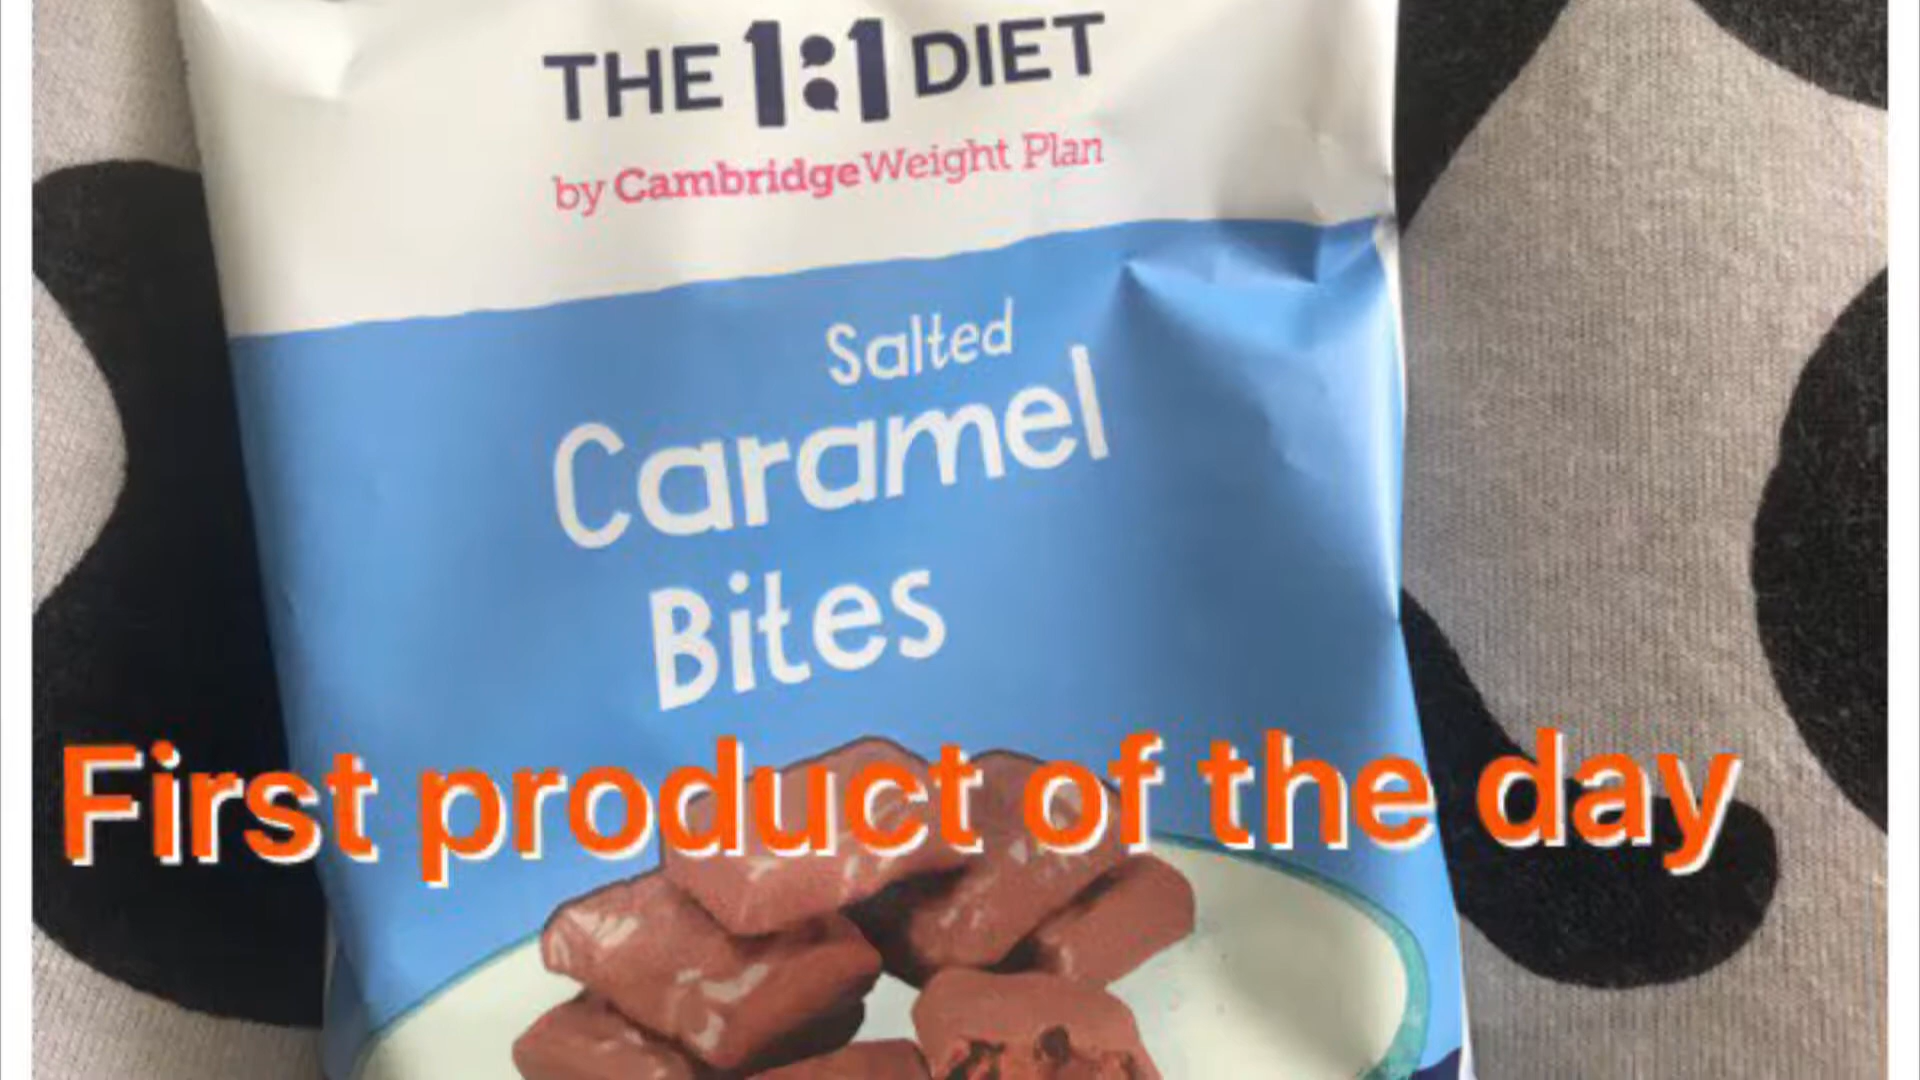 THE 1:1 DIET
by Cambridge Weight Plan
Salted
Caramel
Bites
First product of the day